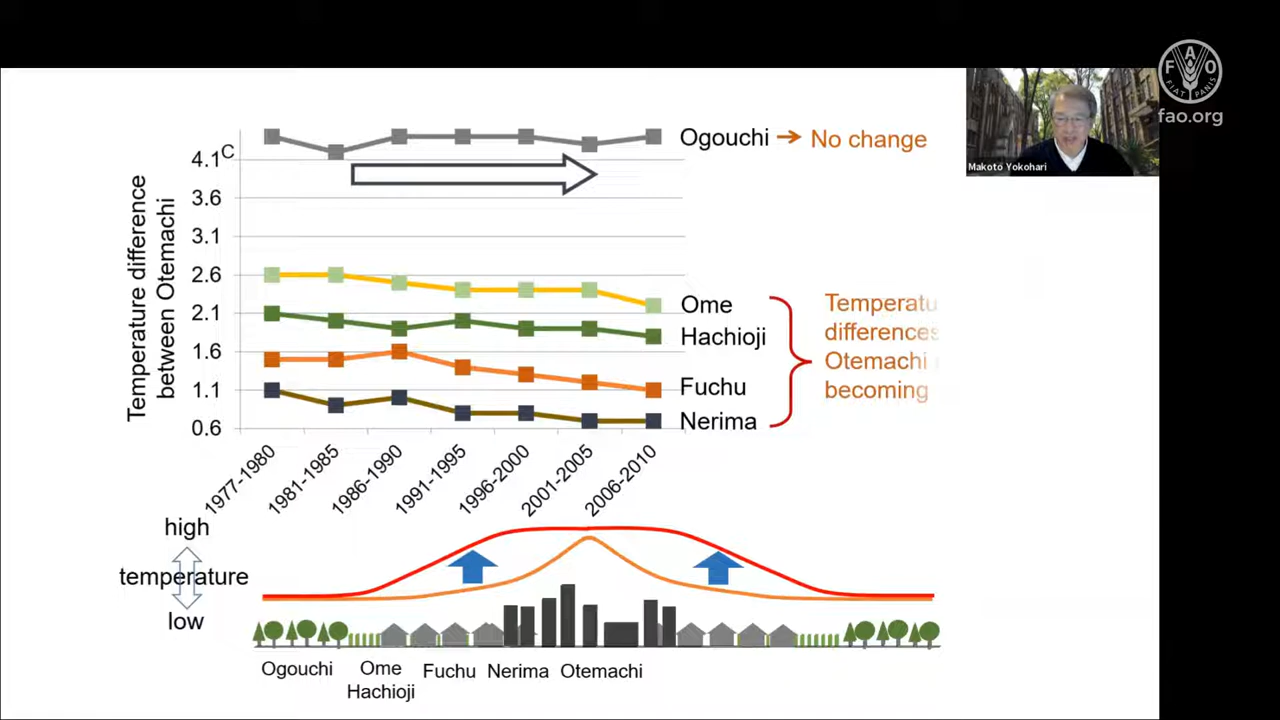 FAO
FIAT PANIS
fao.org
Makoto Yokohari
Temperature difference
between Otemachi
4.1C
3.6
3.1
2.6
2.1
1.6
1.1
0.6
1977-1980
1981-1985
1986-1990
1991-1995
1996-2000
2001-2005
2006-2010
Ogouchi
No change
Ome
Hachioji
Fuchu
Nerima
Temperatu
differences
Otemachi
becoming
high
temperature
low
Ogouchi
Ome
Hachioji
Fuchu
Nerima
Otemachi